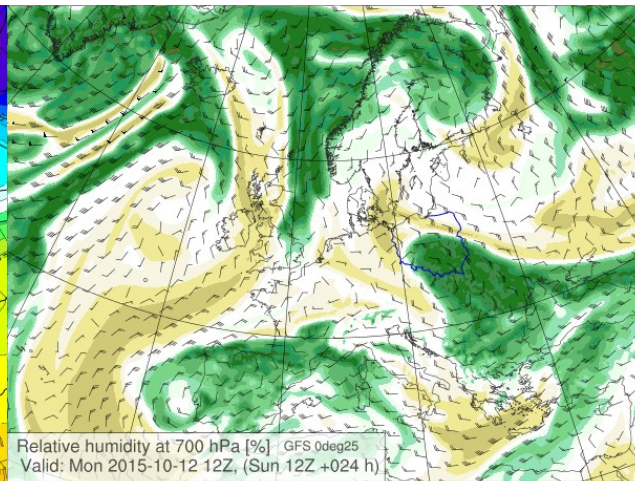 Relative humidity at 700 hPa [%] GFS 0deg25
Valid: Mon 2015-10-12 12Z, (Sun 12Z +024 h)